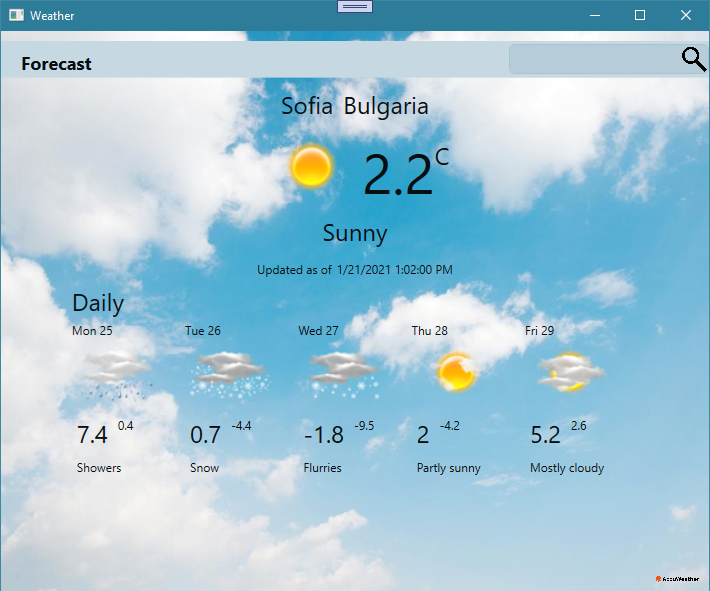 Weather
Forecast
Sofia Bulgaria
2.2 C
Sunny
Updated as of 1/21/2021 1:02:00 PM
Daily
Mon 25 Tue 26 Wed 27 Thu 28 Fri 29
7.4 0.4 0.7 -4.4 -1.8 -9.5 2 -4.2 5.2 2.6
Showers Snow Flurries Partly sunny Mostly cloudy
AccuWeather